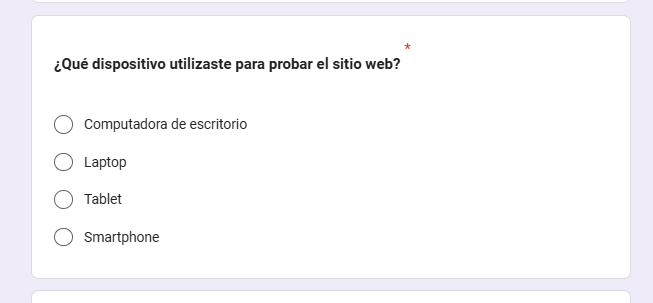 ¿Qué dispositivo utilizaste para probar el sitio web? *
Computadora de escritorio
Laptop
Tablet
Smartphone